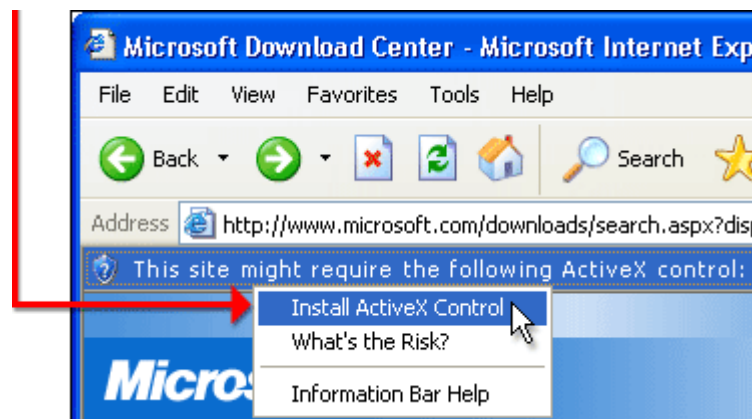 Microsoft Download Center - Microsoft Internet Exp
File Edit View Favorites Tools Help
Back Search
Address http://www.microsoft.com/downloads/search.aspx?dis
This site might require the following ActiveX control:
Install ActiveX Control
What's the Risk?
Micro
Information Bar Help